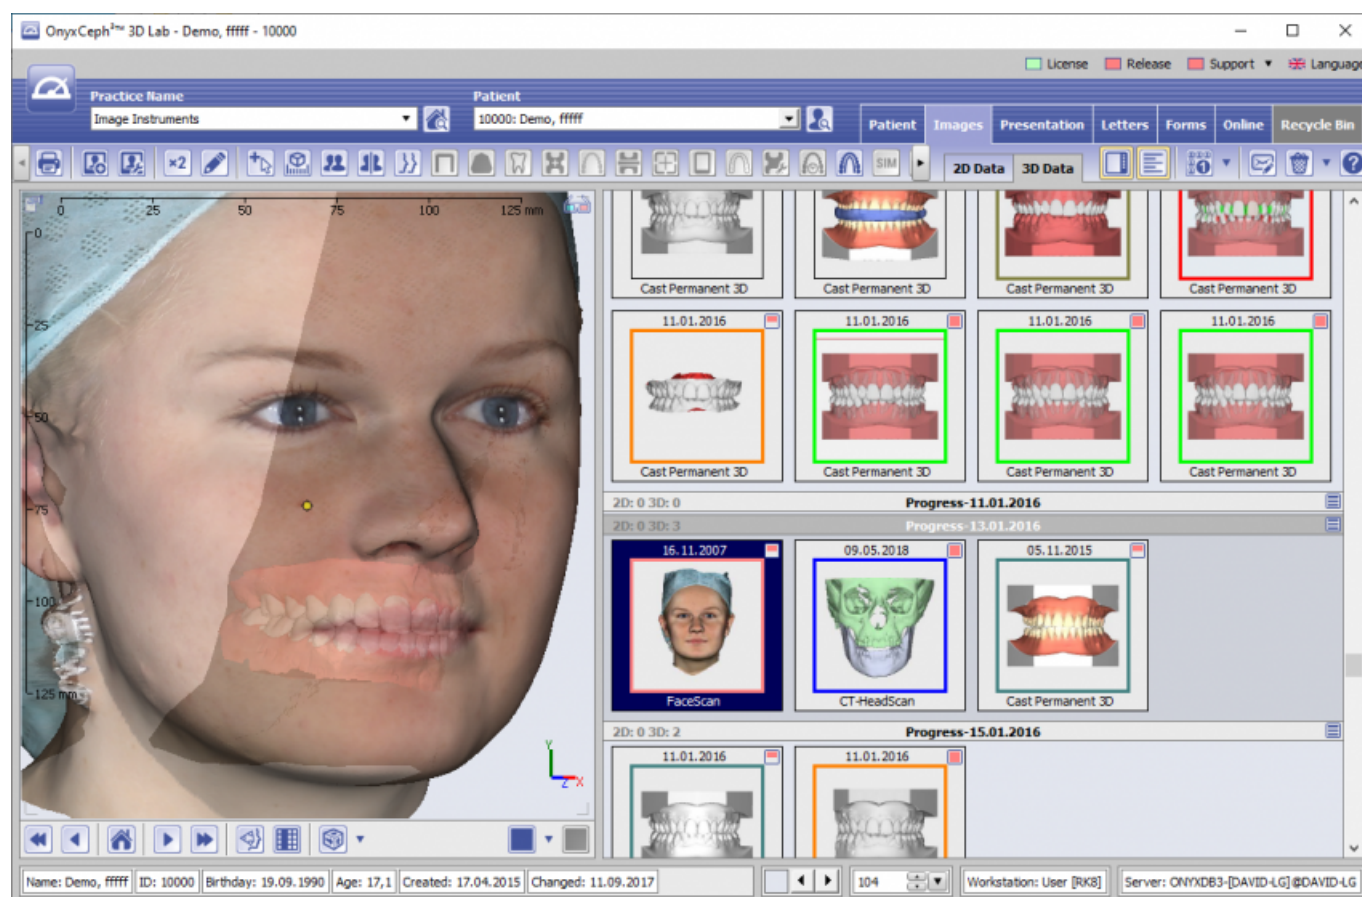 OnyxCeph³™ 3D Lab - Demo, fffff - 10000
License Release Support Language
Practice Name Patient
Image Instruments 10000: Demo, fffff
Patient Images Presentation Letters Forms Online Recycle Bin
×2 SIM 2D Data 3D Data
0 25 50 75 100 125 mm
0
25
50
75
100
125 mm
Y
Z X
Cast Permanent 3D Cast Permanent 3D Cast Permanent 3D Cast Permanent 3D
11.01.2016 11.01.2016 11.01.2016 11.01.2016
Cast Permanent 3D Cast Permanent 3D Cast Permanent 3D Cast Permanent 3D
2D: 0 3D: 0 Progress-11.01.2016
2D: 0 3D: 3 Progress-13.01.2016
16.11.2007 09.05.2018 05.11.2015
FaceScan CT-HeadScan Cast Permanent 3D
2D: 0 3D: 2 Progress-15.01.2016
11.01.2016 11.01.2016
Name: Demo, fffff ID: 10000 Birthday: 19.09.1990 Age: 17,1 Created: 17.04.2015 Changed: 11.09.2017 104 Workstation: User [RK8] Server: ONYXDB3-[DAVID-LG]@DAVID-LG